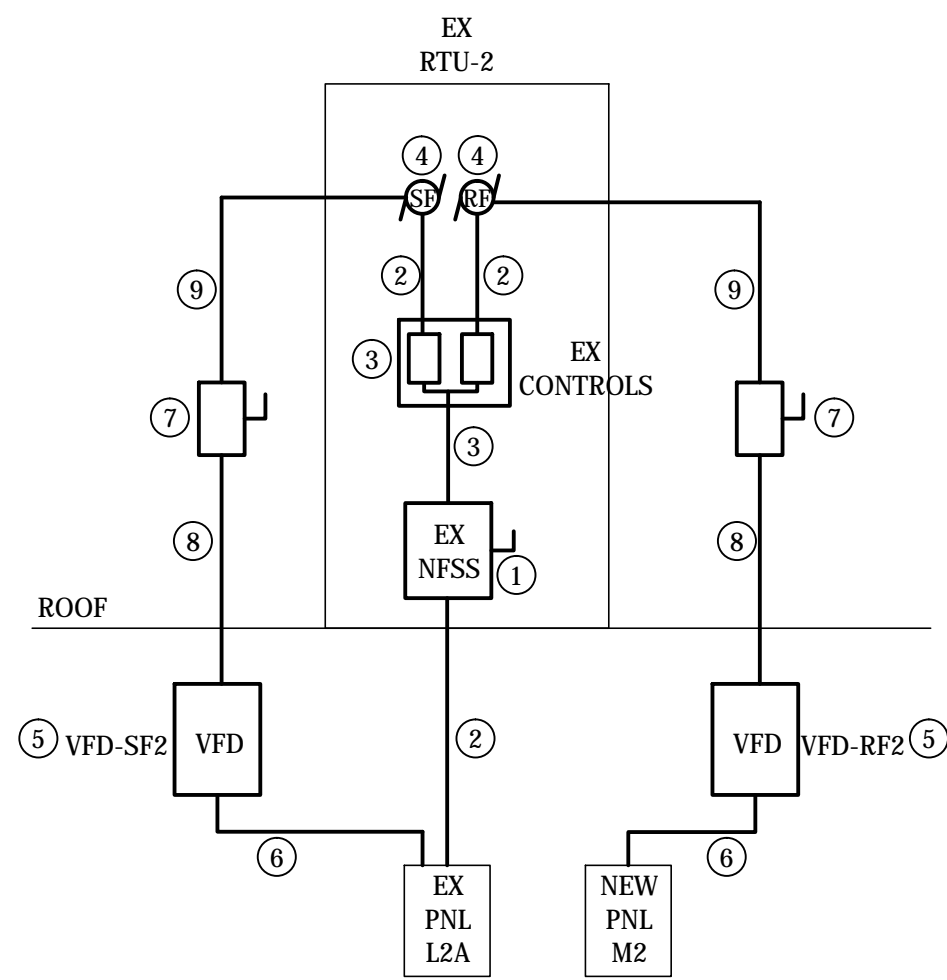 EX
RTU-2
4
4
SF
RF
9
2
2
9
3
EX
CONTROLS
7
7
3
8
EX
NFSS
1
8
ROOF
5
VFD-SF2
VFD
2
VFD
VFD-RF2
5
6
6
EX
PNL
L2A
NEW
PNL
M2